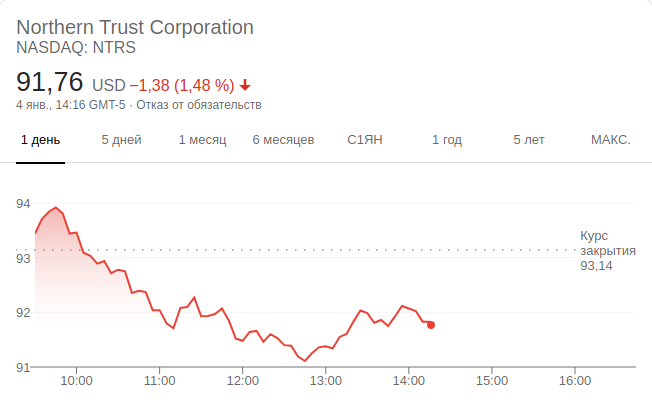 Northern Trust Corporation
NASDAQ: NTRS
91,76 USD −1,38 (1,48 %)
4 янв., 14:16 GMT-5 · Отказ от обязательств
1 день 5 дней 1 месяц 6 месяцев С1ЯН 1 год 5 лет МАКС.
94
Курс
закрытия
93,14
93
92
91
10:00 11:00 12:00 13:00 14:00 15:00 16:00